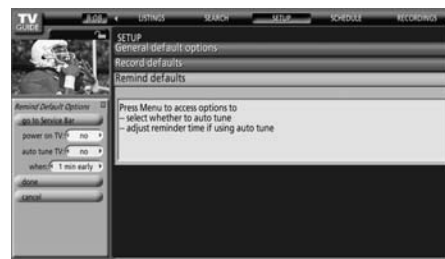 TV GUIDE
8:08
LISTINGS
SEARCH
SETUP
SCHEDULE
RECORDINGS
SETUP
General default options
Record defaults
Remind defaults
Remind Default Options
go to Service Bar
power on TV: no
auto tune TV: no
when: 1 min early
done
cancel
Press Menu to access options to
– select whether to auto tune
– adjust reminder time if using auto tune